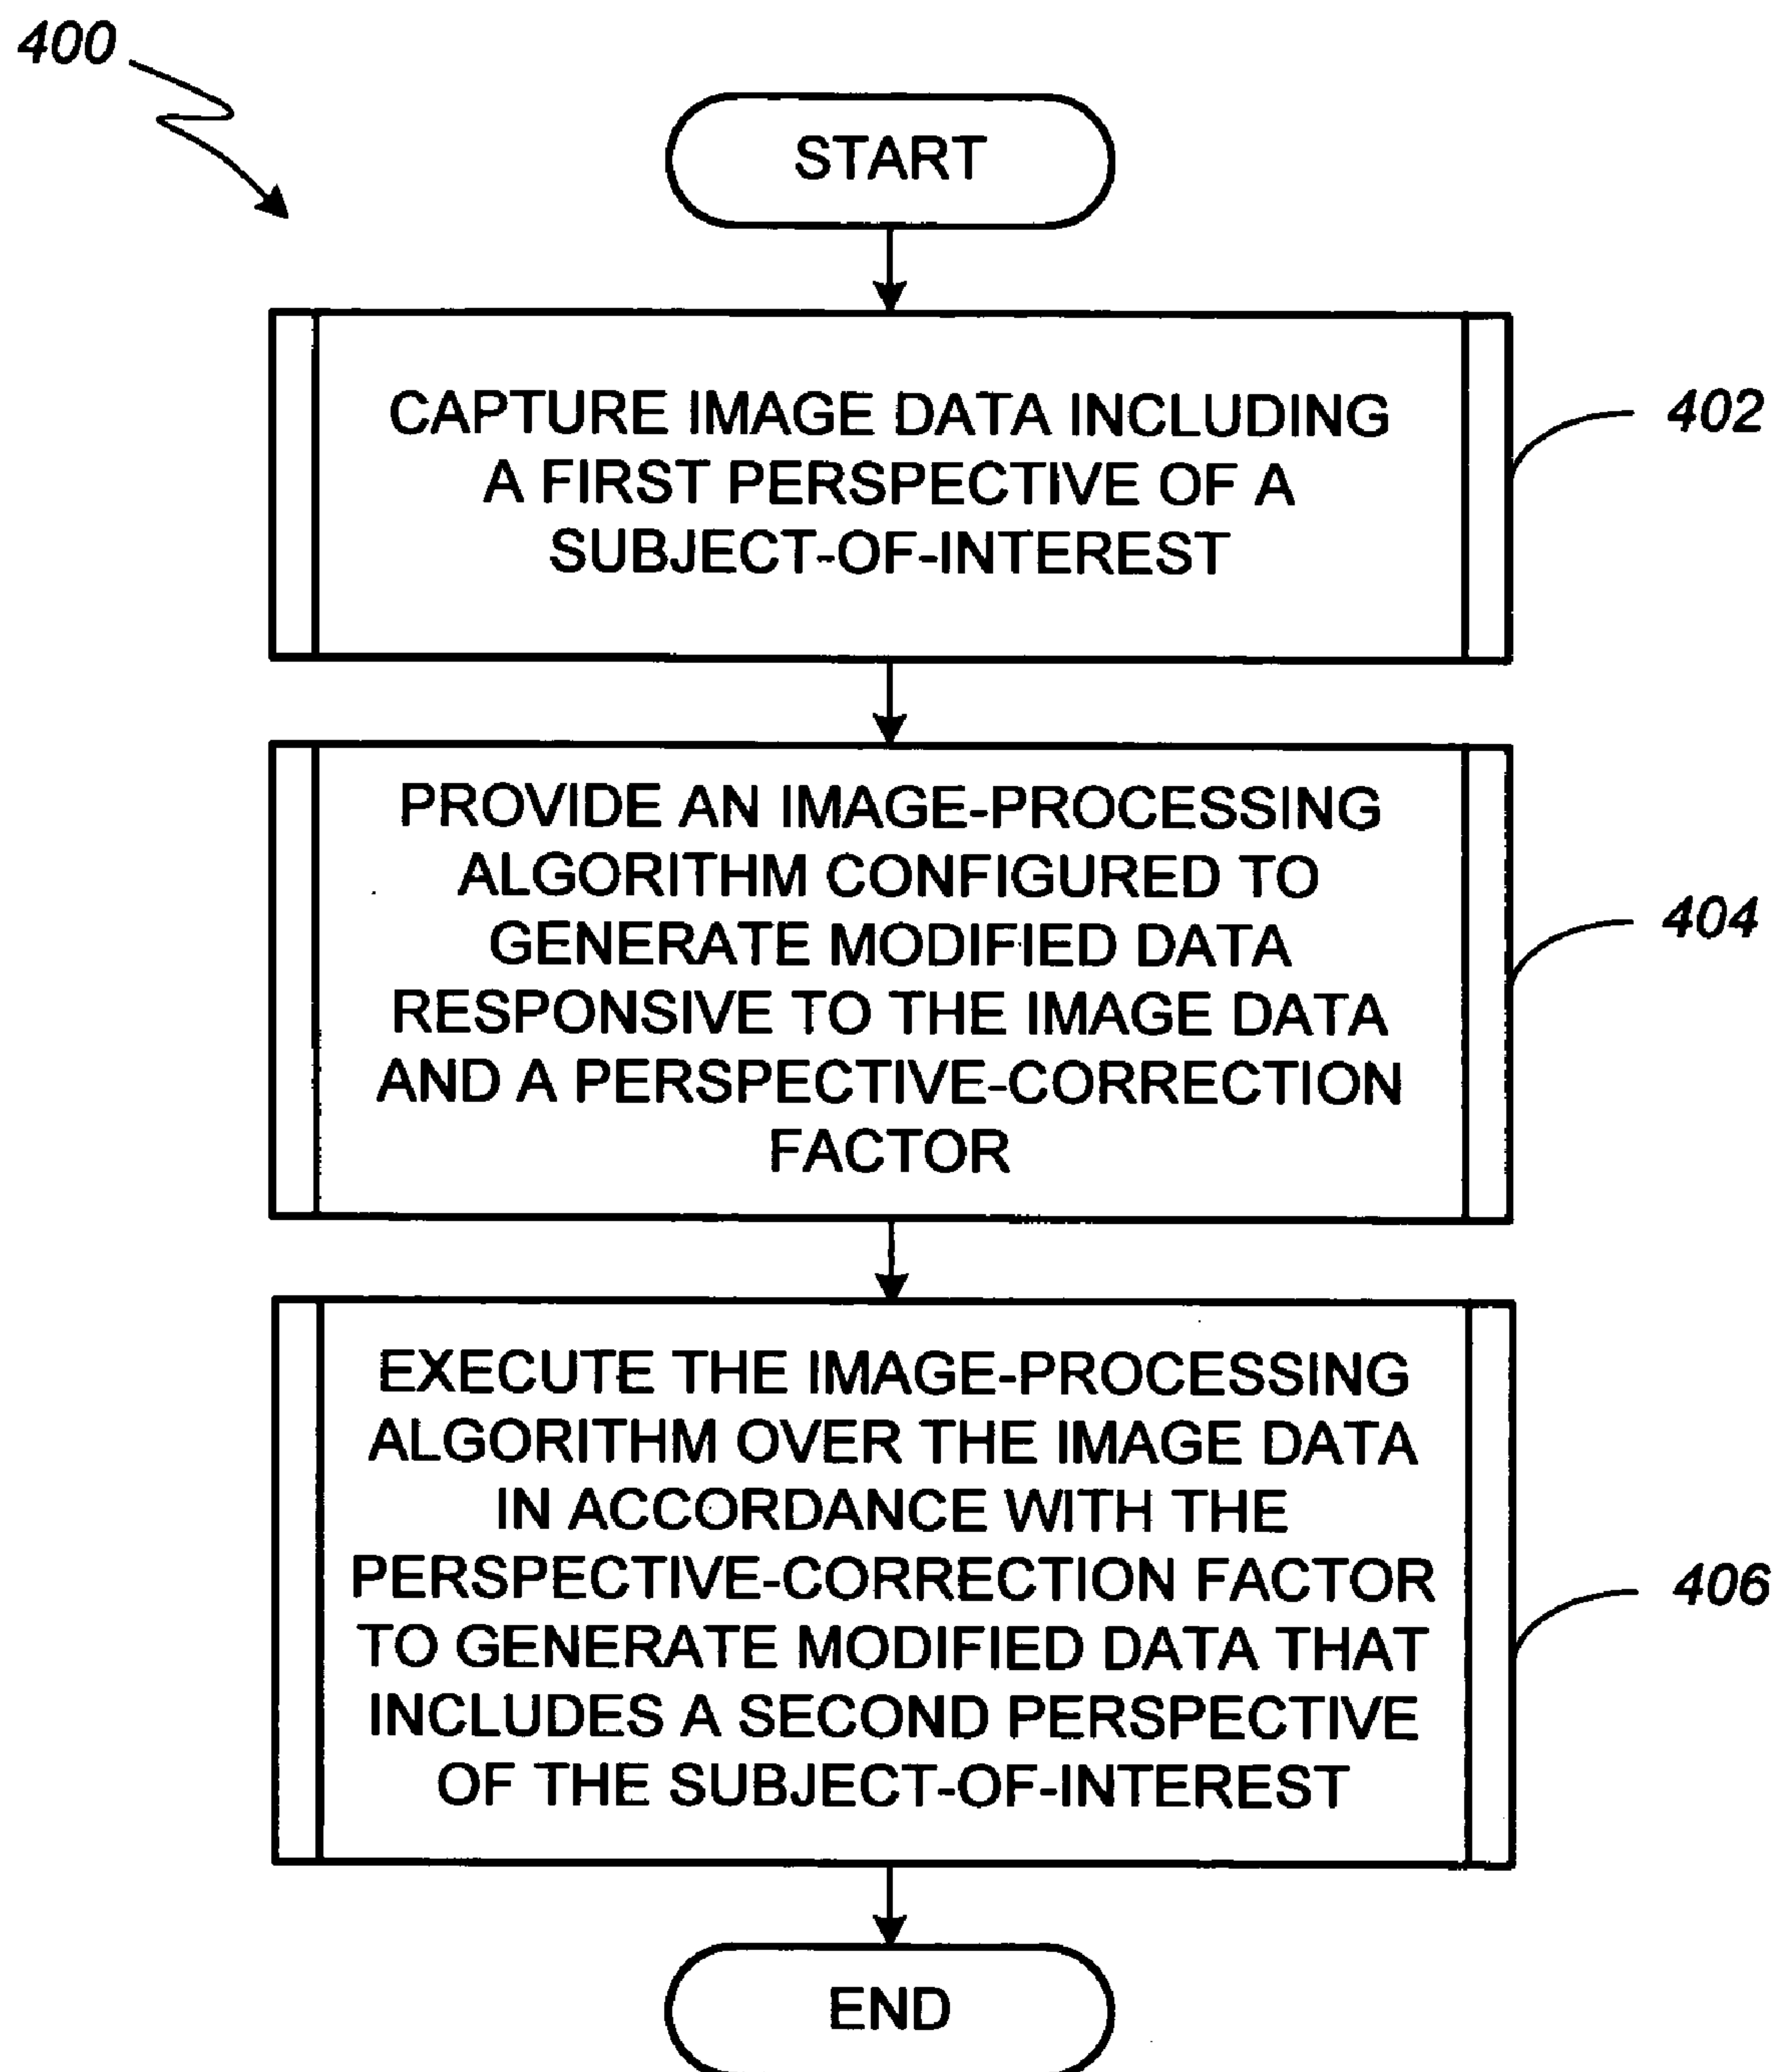 400
START
CAPTURE IMAGE DATA INCLUDING
A FIRST PERSPECTIVE OF A
SUBJECT-OF-INTEREST
402
PROVIDE AN IMAGE-PROCESSING
ALGORITHM CONFIGURED TO
GENERATE MODIFIED DATA
RESPONSIVE TO THE IMAGE DATA
AND A PERSPECTIVE-CORRECTION
FACTOR
404
EXECUTE THE IMAGE-PROCESSING
ALGORITHM OVER THE IMAGE DATA
IN ACCORDANCE WITH THE
PERSPECTIVE-CORRECTION FACTOR
TO GENERATE MODIFIED DATA THAT
INCLUDES A SECOND PERSPECTIVE
OF THE SUBJECT-OF-INTEREST
406
END